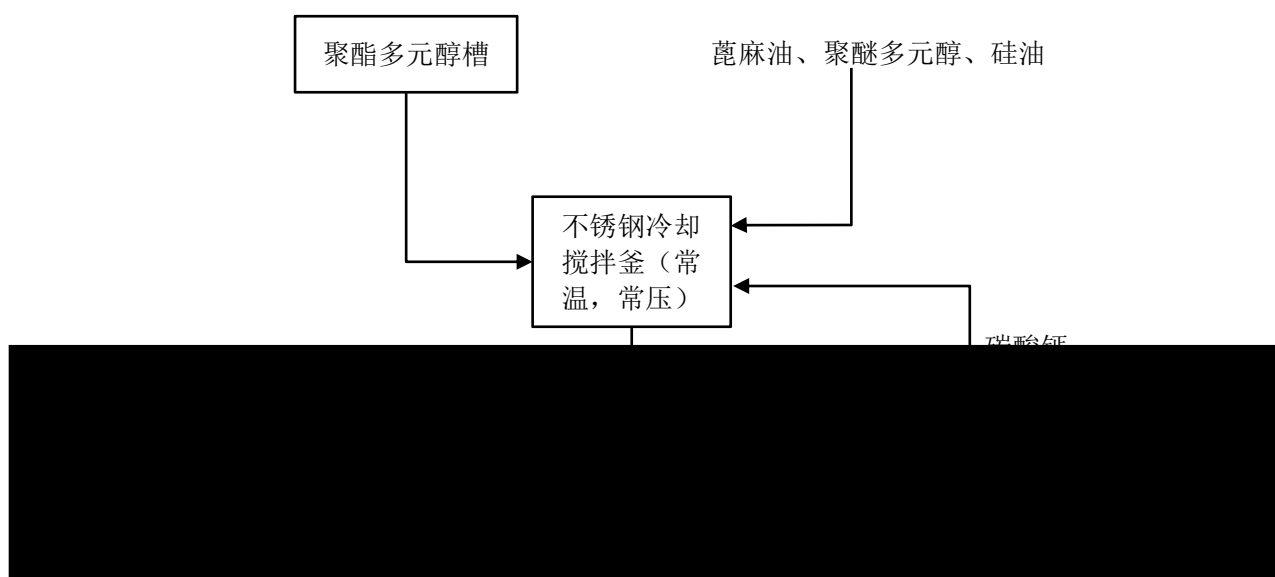 聚酯多元醇槽
蓖麻油、聚醚多元醇、硅油
不锈钢冷却
搅拌釜（常
温，常压）